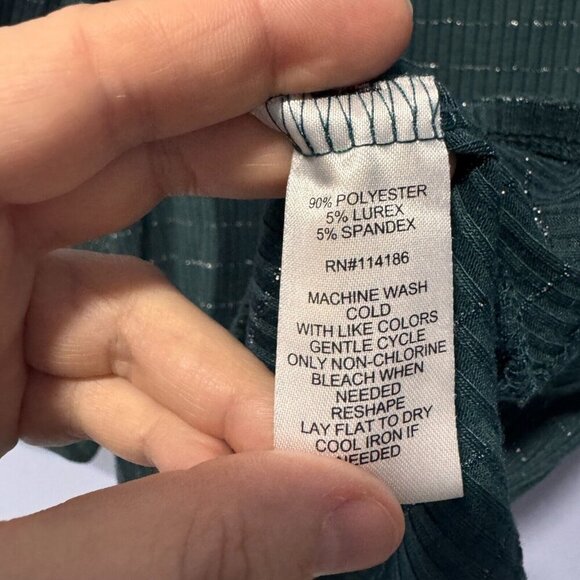 90% POLYESTER
5% LUREX
5% SPANDEX
RN#114186
MACHINE WASH
COLD
WITH LIKE COLORS
GENTLE CYCLE
ONLY NON-CHLORINE
BLEACH WHEN
NEEDED
RESHAPE
LAY FLAT TO DRY
COOL IRON IF
NEEDED